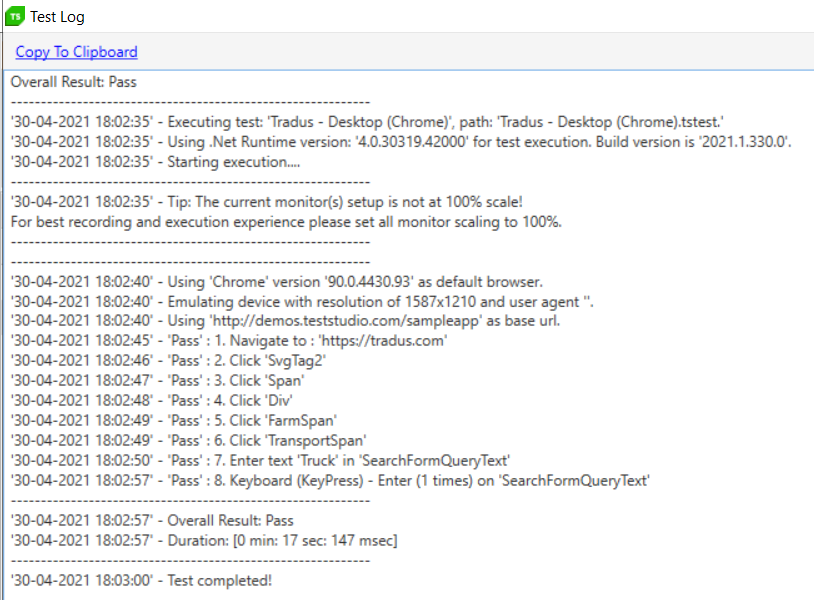 TS Test Log
Copy To Clipboard
Overall Result: Pass
------------------------------------------------------------
'30-04-2021 18:02:35' - Executing test: 'Tradus - Desktop (Chrome)', path: 'Tradus - Desktop (Chrome).tstest.'
'30-04-2021 18:02:35' - Using .Net Runtime version: '4.0.30319.42000' for test execution. Build version is '2021.1.330.0'.
'30-04-2021 18:02:35' - Starting execution....
------------------------------------------------------------
'30-04-2021 18:02:35' - Tip: The current monitor(s) setup is not at 100% scale!
For best recording and execution experience please set all monitor scaling to 100%.
------------------------------------------------------------
------------------------------------------------------------
'30-04-2021 18:02:40' - Using 'Chrome' version '90.0.4430.93' as default browser.
'30-04-2021 18:02:40' - Emulating device with resolution of 1587x1210 and user agent ''.
'30-04-2021 18:02:40' - Using 'http://demos.teststudio.com/sampleapp' as base url.
'30-04-2021 18:02:45' - 'Pass' : 1. Navigate to : 'https://tradus.com'
'30-04-2021 18:02:46' - 'Pass' : 2. Click 'SvgTag2'
'30-04-2021 18:02:47' - 'Pass' : 3. Click 'Span'
'30-04-2021 18:02:48' - 'Pass' : 4. Click 'Div'
'30-04-2021 18:02:49' - 'Pass' : 5. Click 'FarmSpan'
'30-04-2021 18:02:49' - 'Pass' : 6. Click 'TransportSpan'
'30-04-2021 18:02:50' - 'Pass' : 7. Enter text 'Truck' in 'SearchFormQueryText'
'30-04-2021 18:02:57' - 'Pass' : 8. Keyboard (KeyPress) - Enter (1 times) on 'SearchFormQueryText'
------------------------------------------------------------
'30-04-2021 18:02:57' - Overall Result: Pass
'30-04-2021 18:02:57' - Duration: [0 min: 17 sec: 147 msec]
------------------------------------------------------------
'30-04-2021 18:03:00' - Test completed!